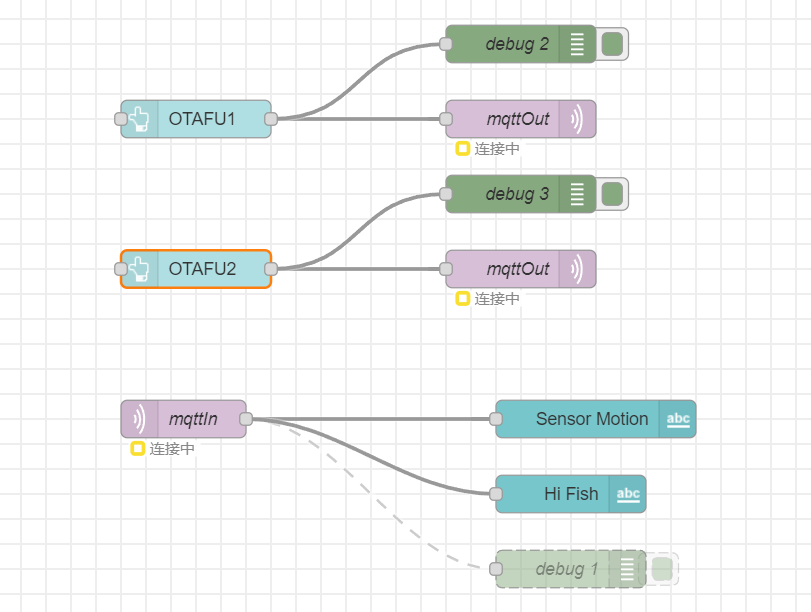 debug 2
OTAFU1
mqttOut
连接中
debug 3
OTAFU2
mqttOut
连接中
mqttIn
Sensor Motion
abc
连接中
Hi Fish
abc
debug 1